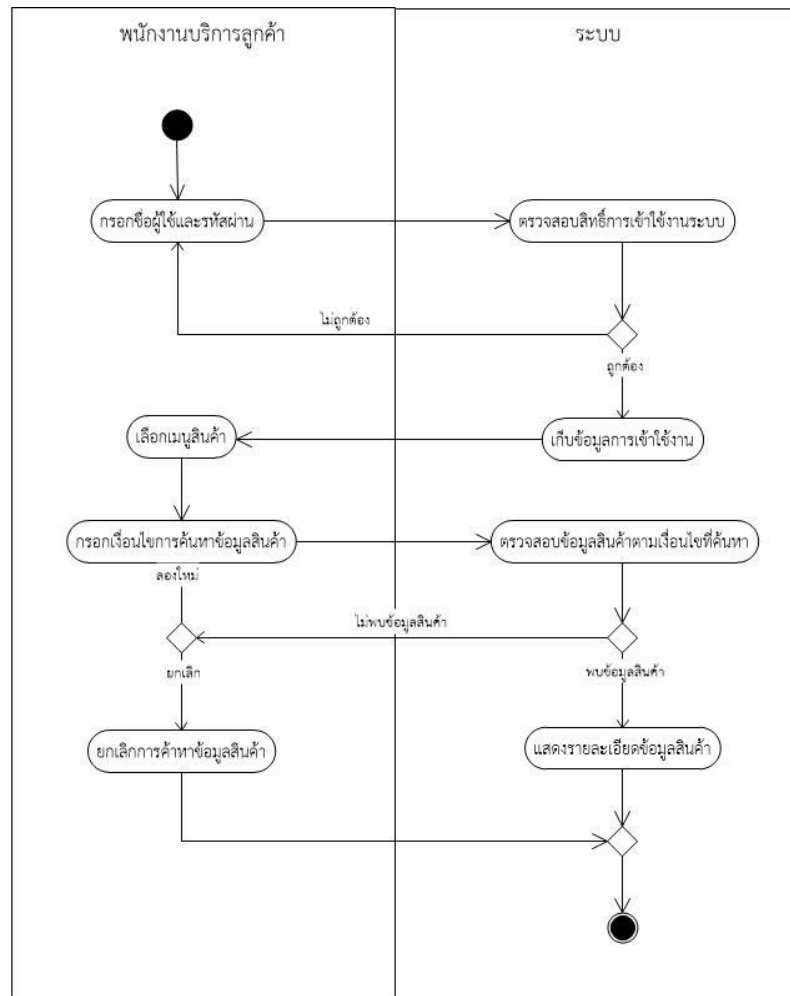 พนักงานบริการลูกค้า
ระบบ
กรอกชื่อผู้ใช้และรหัสผ่าน
ตรวจสอบสิทธิ์การเข้าใช้งานระบบ
ไม่ถูกต้อง
ถูกต้อง
เลือกเมนูสินค้า
เก็บข้อมูลการเข้าใช้งาน
กรอกเงื่อนไขการค้นหาข้อมูลสินค้า
ตรวจสอบข้อมูลสินค้าตามเงื่อนไขที่ค้นหา
ลองใหม่
ไม่พบข้อมูลสินค้า
ยกเลิก
พบข้อมูลสินค้า
ยกเลิกการค้าหาข้อมูลสินค้า
แสดงรายละเอียดข้อมูลสินค้า